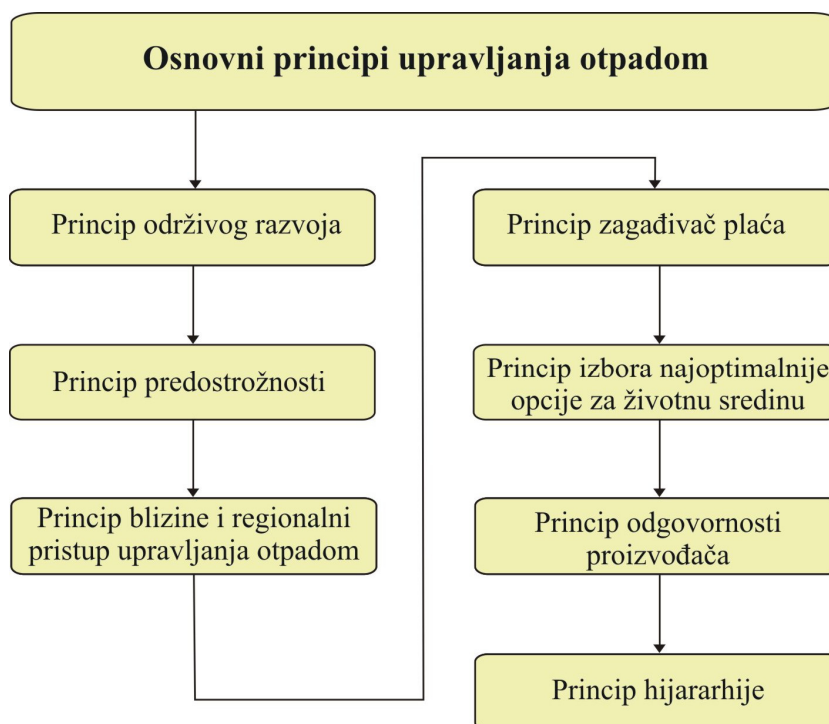 Osnovni principi upravljanja otpadom
Princip održivog razvoja
Princip predostrožnosti
Princip blizine i regionalni
pristup upravljanja otpadom
Princip zagađivač plaća
Princip izbora najoptimalnije
opcije za životnu sredinu
Princip odgovornosti
proizvođača
Princip hijararhije